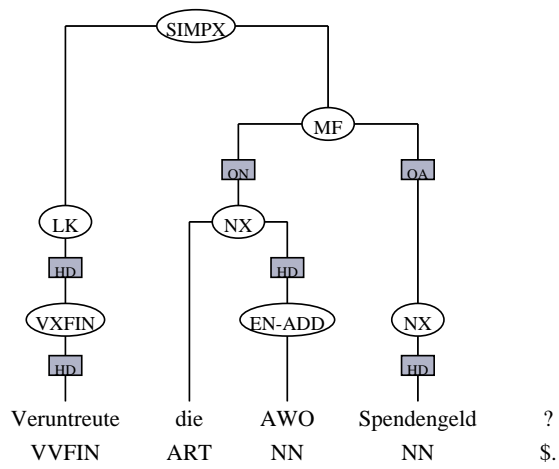 SIMPX
MF
ON OA
LK NX
HD HD
VXFIN EN-ADD NX
HD HD
Veruntreute die AWO Spendengeld ?
VVFIN ART NN NN $.